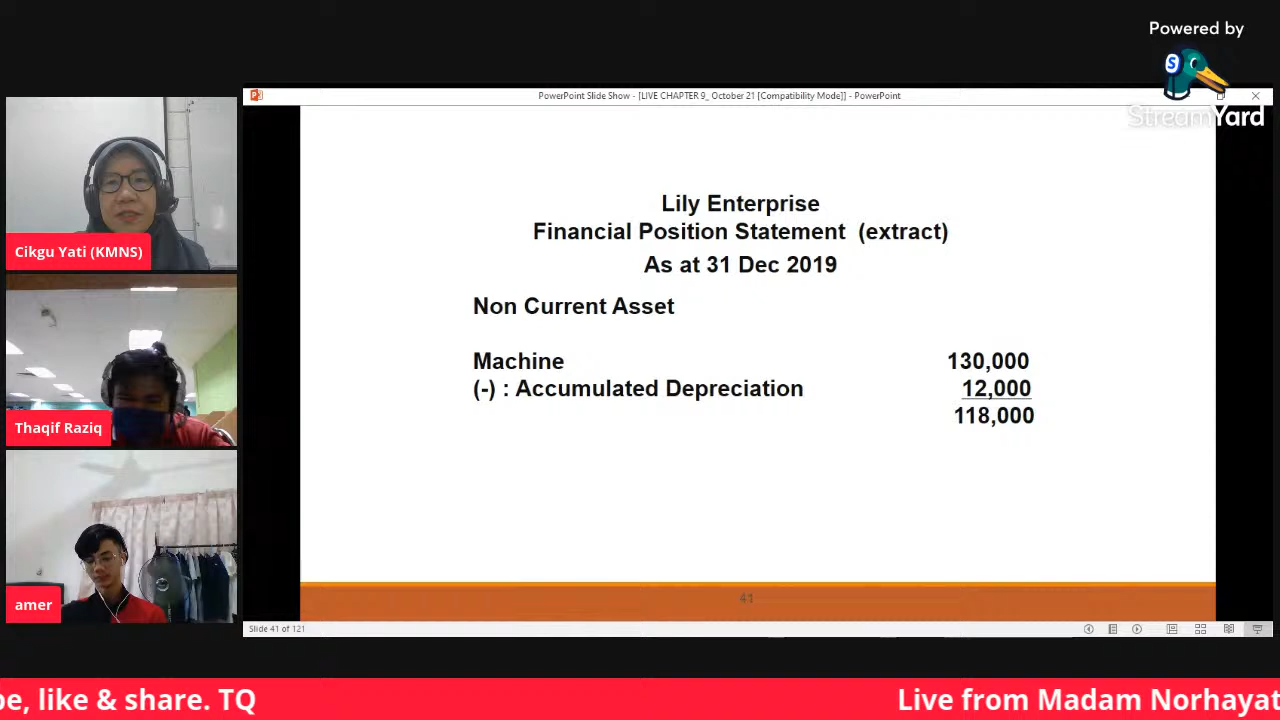 Powered by
StreamYard
PowerPoint Slide Show - [LIVE CHAPTER 9_ October 21 [Compatibility Mode]] - PowerPoint
Cikgu Yati (KMNS)
Thaqif Raziq
amer
Lily Enterprise
Financial Position Statement (extract)
As at 31 Dec 2019
Non Current Asset
Machine 130,000
(-) : Accumulated Depreciation 12,000
118,000
41
Slide 41 of 121
be, like & share. TQ
Live from Madam Norhayat